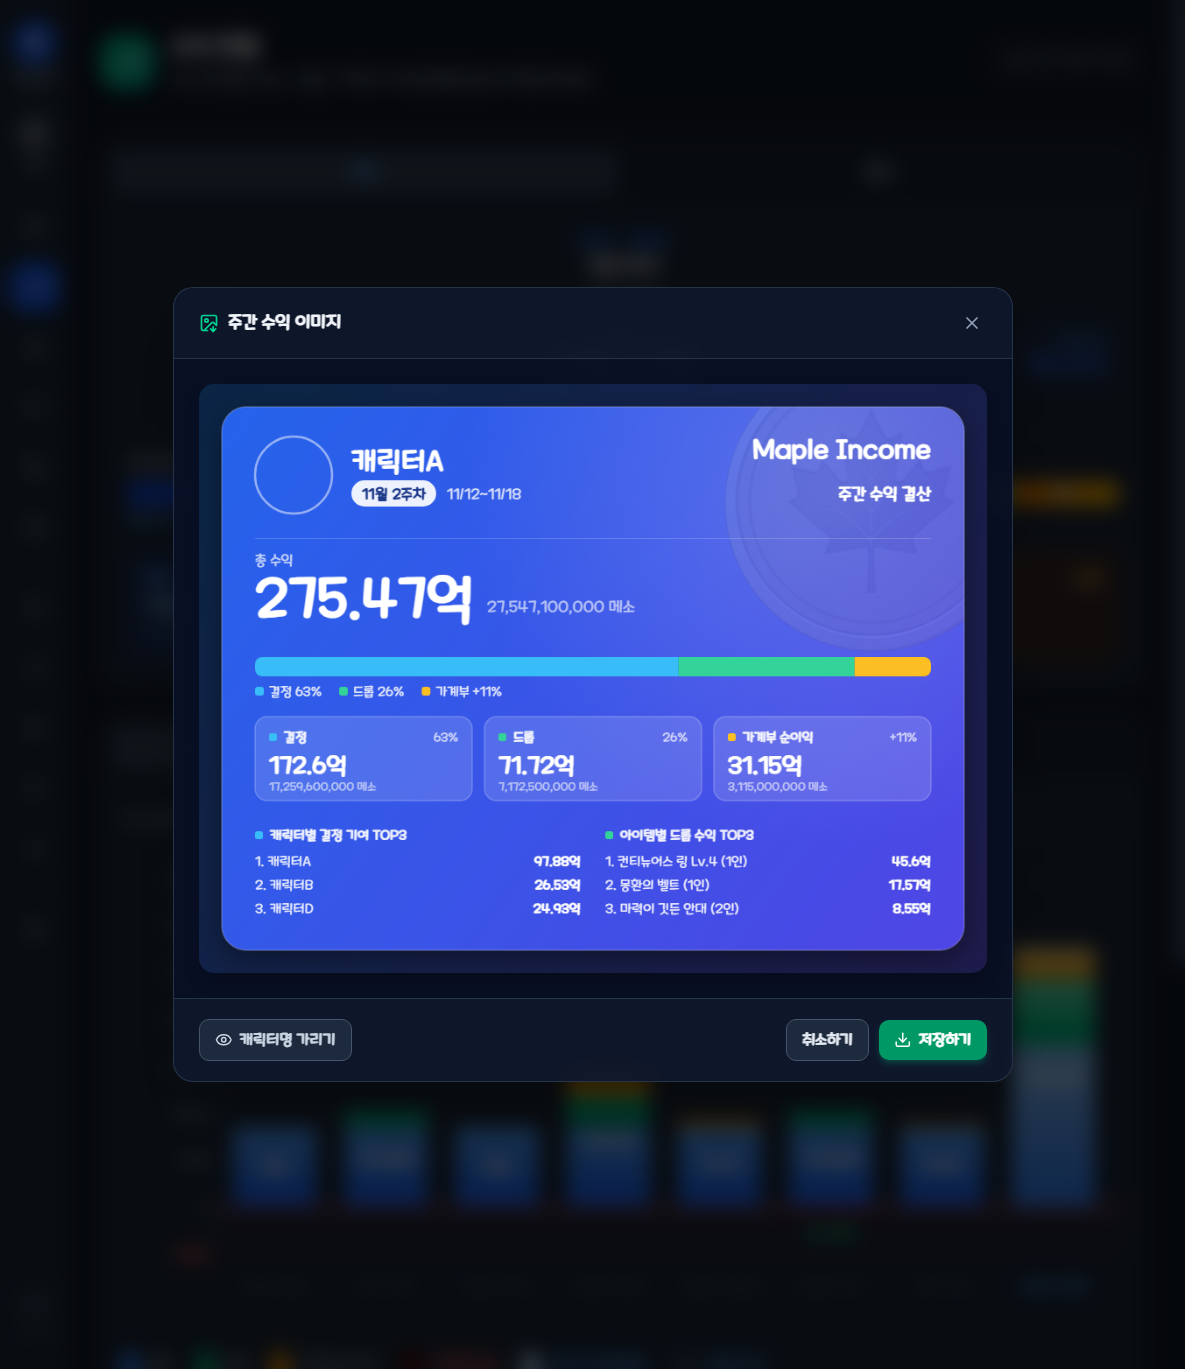 주간 수익 이미지
캐릭터A
11월 2주차 11/12~11/18
Maple Income
주간 수익 결산
총 수익
275.47억 27,547,100,000 메소
결정 63% 드롭 26% 가계부 +11%
결정 63%
172.6억
17,259,600,000 메소
드롭 26%
71.72억
7,172,500,000 메소
가계부 순이익 +11%
31.15억
3,115,000,000 메소
캐릭터별 결정 기여 TOP3
1. 캐릭터A 97.88억
2. 캐릭터B 26.53억
3. 캐릭터D 24.93억
아이템별 드롭 수익 TOP3
1. 컨티뉴어스 링 Lv.4 (1인) 45.6억
2. 몽환의 벨트 (1인) 17.57억
3. 마력이 깃든 안대 (2인) 8.55억
캐릭터명 가리기
취소하기
저장하기